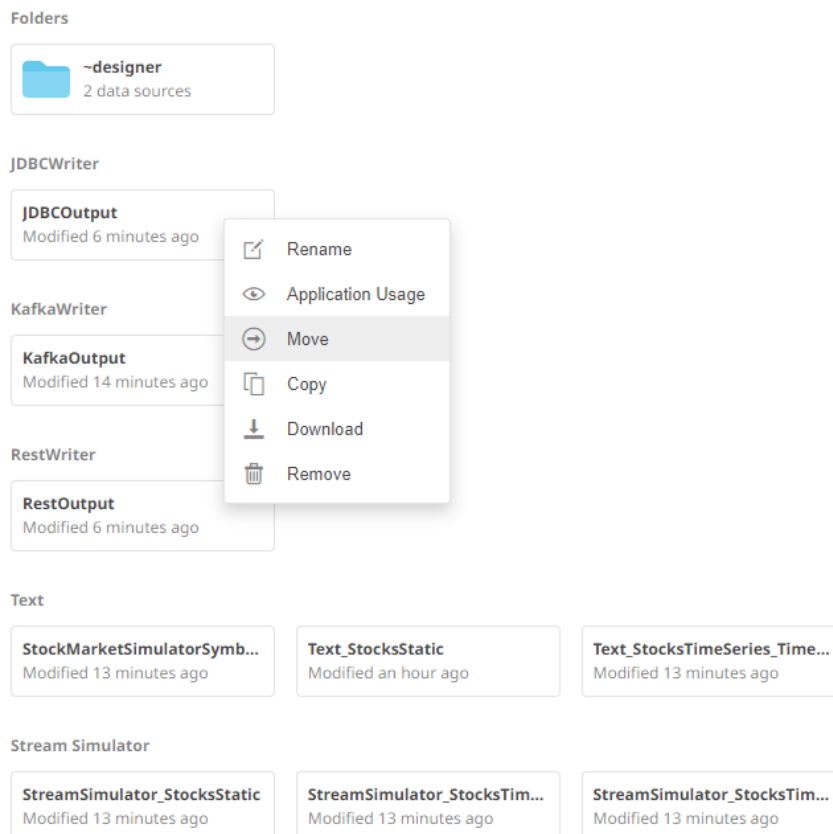 Folders
~designer
2 data sources
JDBCWriter
JDBCOutput
Modified 6 minutes ago
Rename
Application Usage
Move
Copy
Download
Remove
KafkaWriter
KafkaOutput
Modified 14 minutes ago
RestWriter
RestOutput
Modified 6 minutes ago
Text
StockMarketSimulatorSymb... Text_StocksStatic Text_StocksTimeSeries_Time...
Modified 13 minutes ago Modified an hour ago Modified 13 minutes ago
Stream Simulator
StreamSimulator_StocksStatic StreamSimulator_StocksTim... StreamSimulator_StocksTim...
Modified 13 minutes ago Modified 13 minutes ago Modified 13 minutes ago